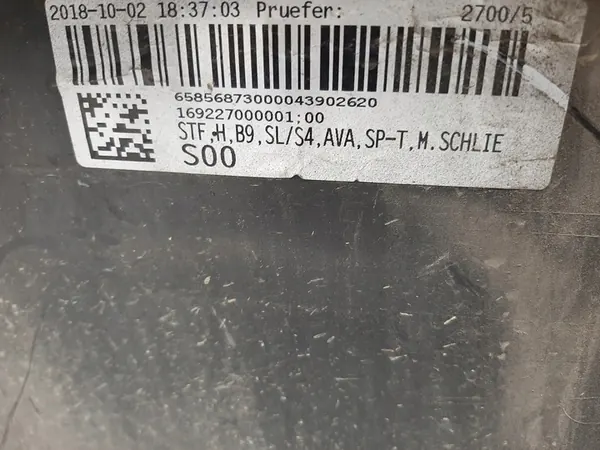 2018-10-02 18:37:03 Pruefer: 2700/5
65856873000043902620
169227000001;00
STF,H,B9,SL/S4,AVA,SP-T,M.SCHLIE
S00